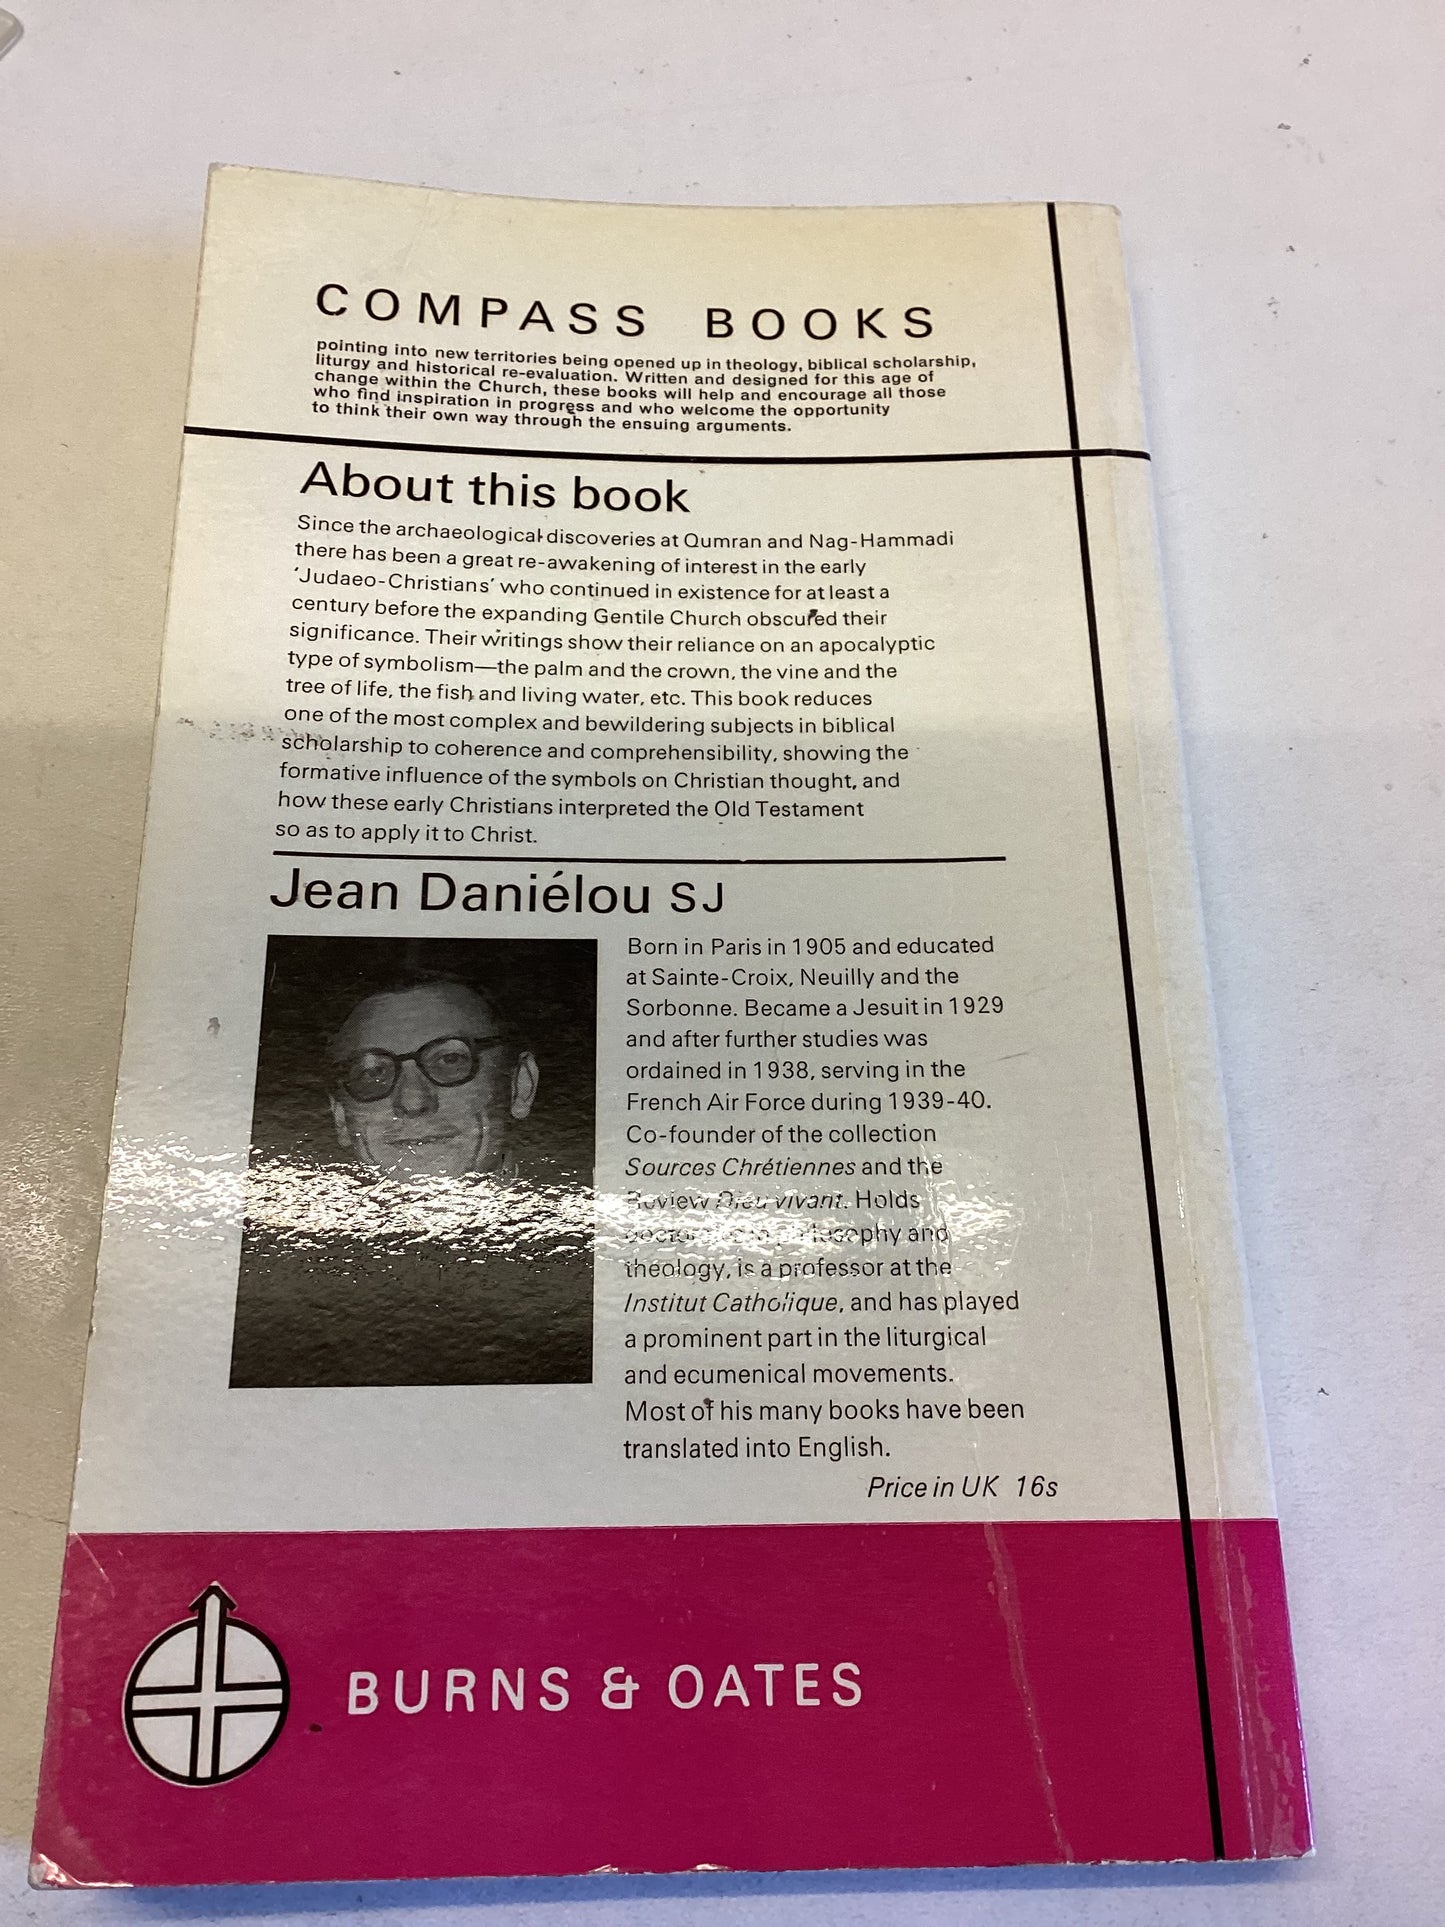 COMPASS BOOKS
pointing into new territories being opened up in theology, biblical scholarship,
liturgy and historical re-evaluation. Written and designed for this age of
change within the Church, these books will help and encourage all those
who find inspiration in progress and who welcome the opportunity
to think their own way through the ensuing arguments.
About this book
Since the archaeological discoveries at Qumran and Nag-Hammadi
there has been a great re-awakening of interest in the early
'Judaeo-Christians' who continued in existence for at least a
century before the expanding Gentile Church obscured their
significance. Their writings show their reliance on an apocalyptic
type of symbolism—the palm and the crown, the vine and the
tree of life, the fish and living water, etc. This book reduces
one of the most complex and bewildering subjects in biblical
scholarship to coherence and comprehensibility, showing the
formative influence of the symbols on Christian thought, and
how these early Christians interpreted the Old Testament
so as to apply it to Christ.
Jean Daniélou SJ
Born in Paris in 1905 and educated
at Sainte-Croix, Neuilly and the
Sorbonne. Became a Jesuit in 1929
and after further studies was
ordained in 1938, serving in the
French Air Force during 1939-40.
Co-founder of the collection
Sources Chrétiennes and the
Review Dieu vivant. Holds
philosophy and
theology, is a professor at the
Institut Catholique, and has played
a prominent part in the liturgical
and ecumenical movements.
Most of his many books have been
translated into English.
Price in UK 16s
BURNS & OATES